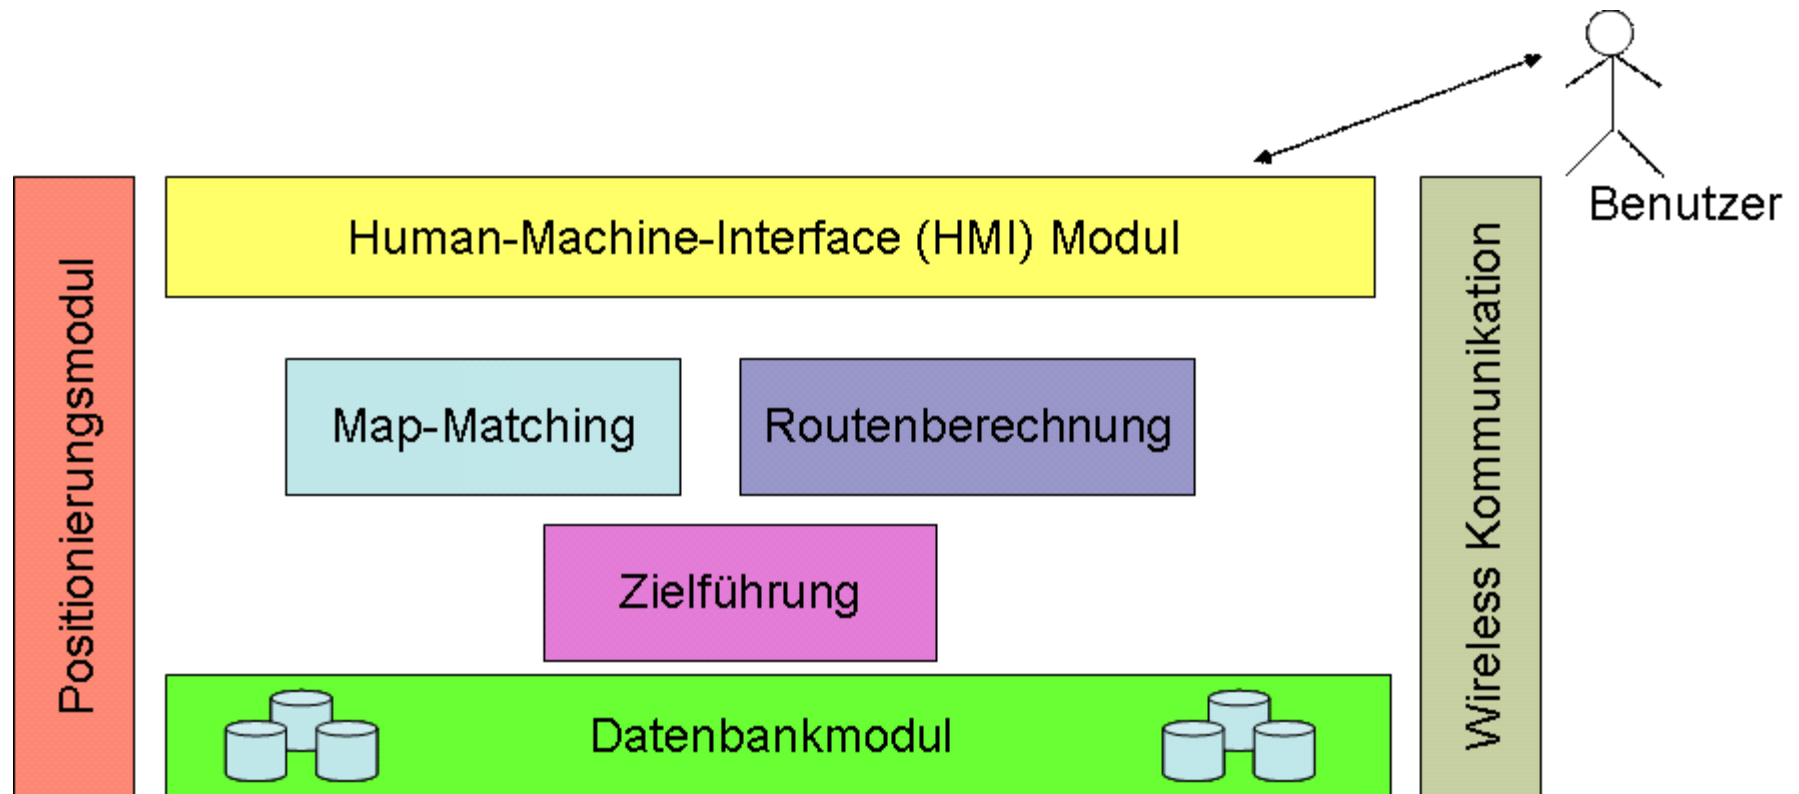 Benutzer
Positionierungsmodul
Human-Machine-Interface (HMI) Modul
Wireless Kommunikation
Map-Matching
Routenberechnung
Zielführung
Datenbankmodul